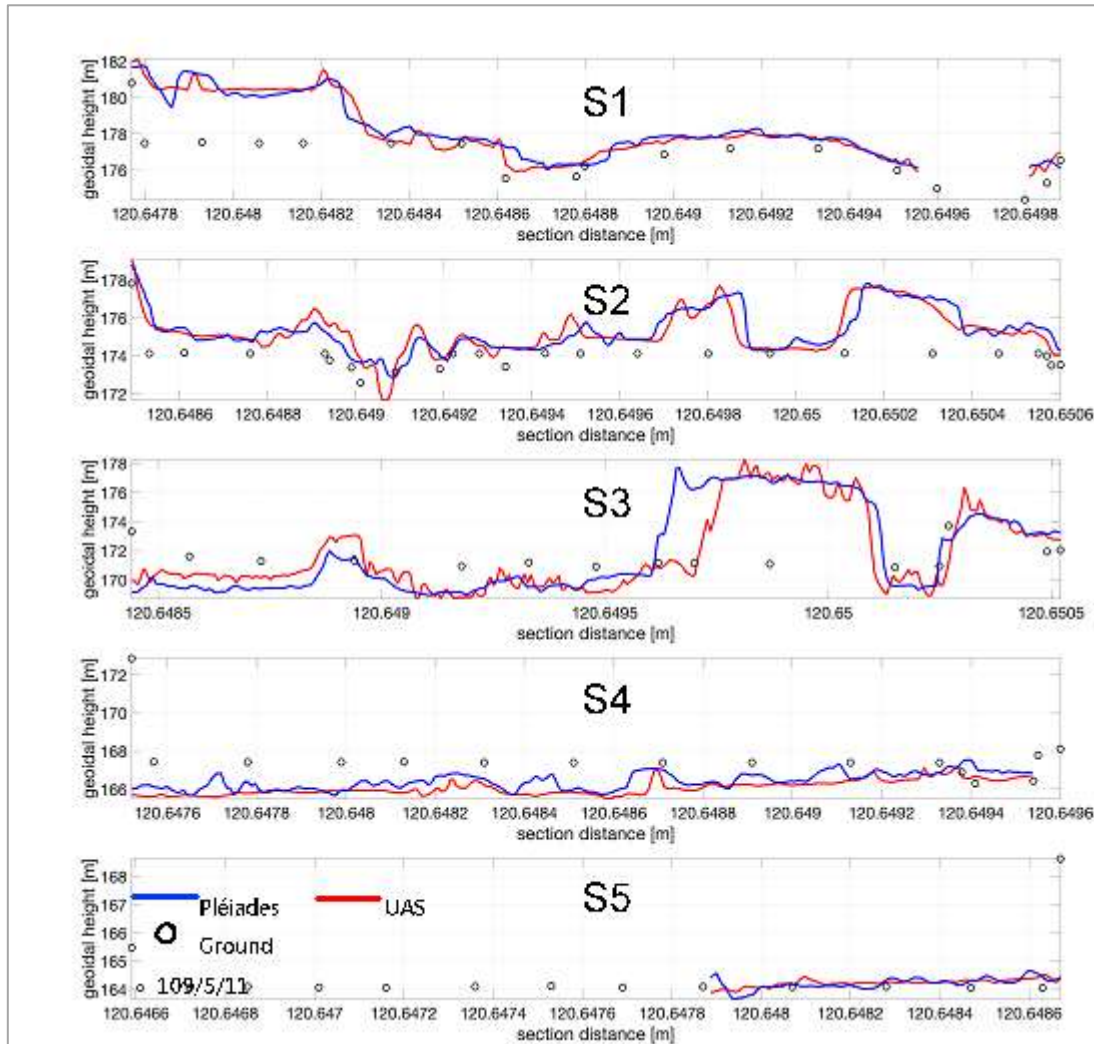 182
180
178
176
geoidal height [m]
S1
120.6478 120.648 120.6482 120.6484 120.6486 120.6488 120.649 120.6492 120.6494 120.6496 120.6498
section distance [m]
178
176
174
172
geoidal height [m]
S2
120.6486 120.6488 120.649 120.6492 120.6494 120.6496 120.6498 120.65 120.6502 120.6504 120.6506
section distance [m]
178
176
174
172
170
geoidal height [m]
S3
120.6485 120.649 120.6495 120.65 120.6505
section distance [m]
172
170
168
166
geoidal height [m]
S4
120.6476 120.6478 120.648 120.6482 120.6484 120.6486 120.6488 120.649 120.6492 120.6494 120.6496
section distance [m]
168
167
166
165
164
geoidal height [m]
S5
Pléiades UAS
Ground
109/5/11
120.6466 120.6468 120.647 120.6472 120.6474 120.6476 120.6478 120.648 120.6482 120.6484 120.6486
section distance [m]